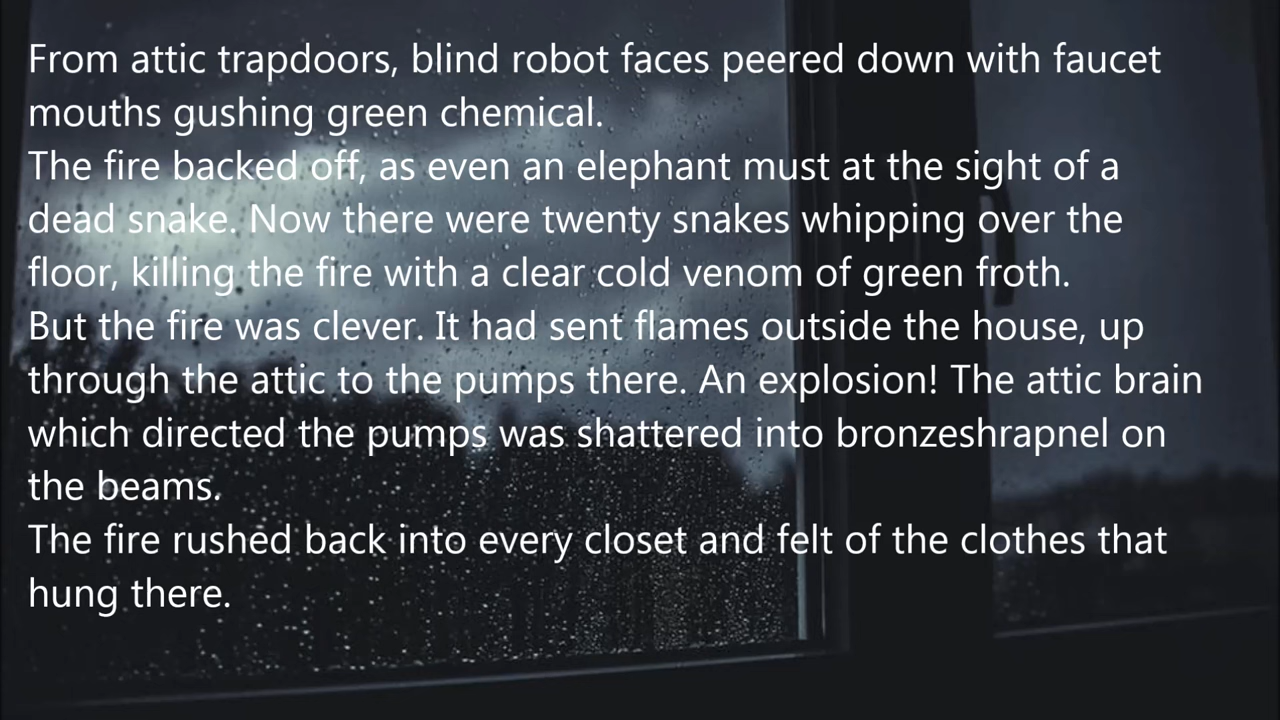 From attic trapdoors, blind robot faces peered down with faucet
mouths gushing green chemical.
The fire backed off, as even an elephant must at the sight of a
dead snake. Now there were twenty snakes whipping over the
floor, killing the fire with a clear cold venom of green froth.
But the fire was clever. It had sent flames outside the house, up
through the attic to the pumps there. An explosion! The attic brain
which directed the pumps was shattered into bronzeshrapnel on
the beams.
The fire rushed back into every closet and felt of the clothes that
hung there.